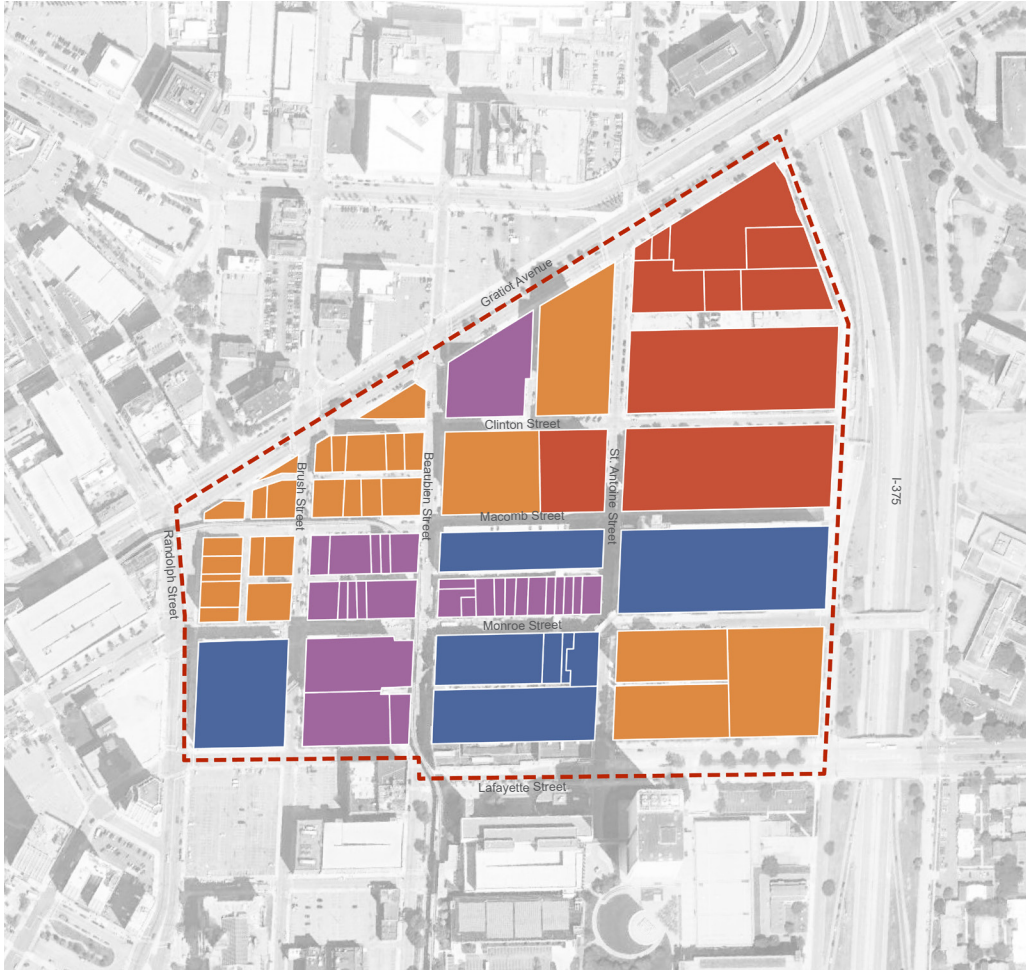 Gratiot Avenue
Clinton Street
Brush Street
Beaubien Street
St. Antoine Street
I-375
Macomb Street
Randolph Street
Monroe Street
Lafayette Street